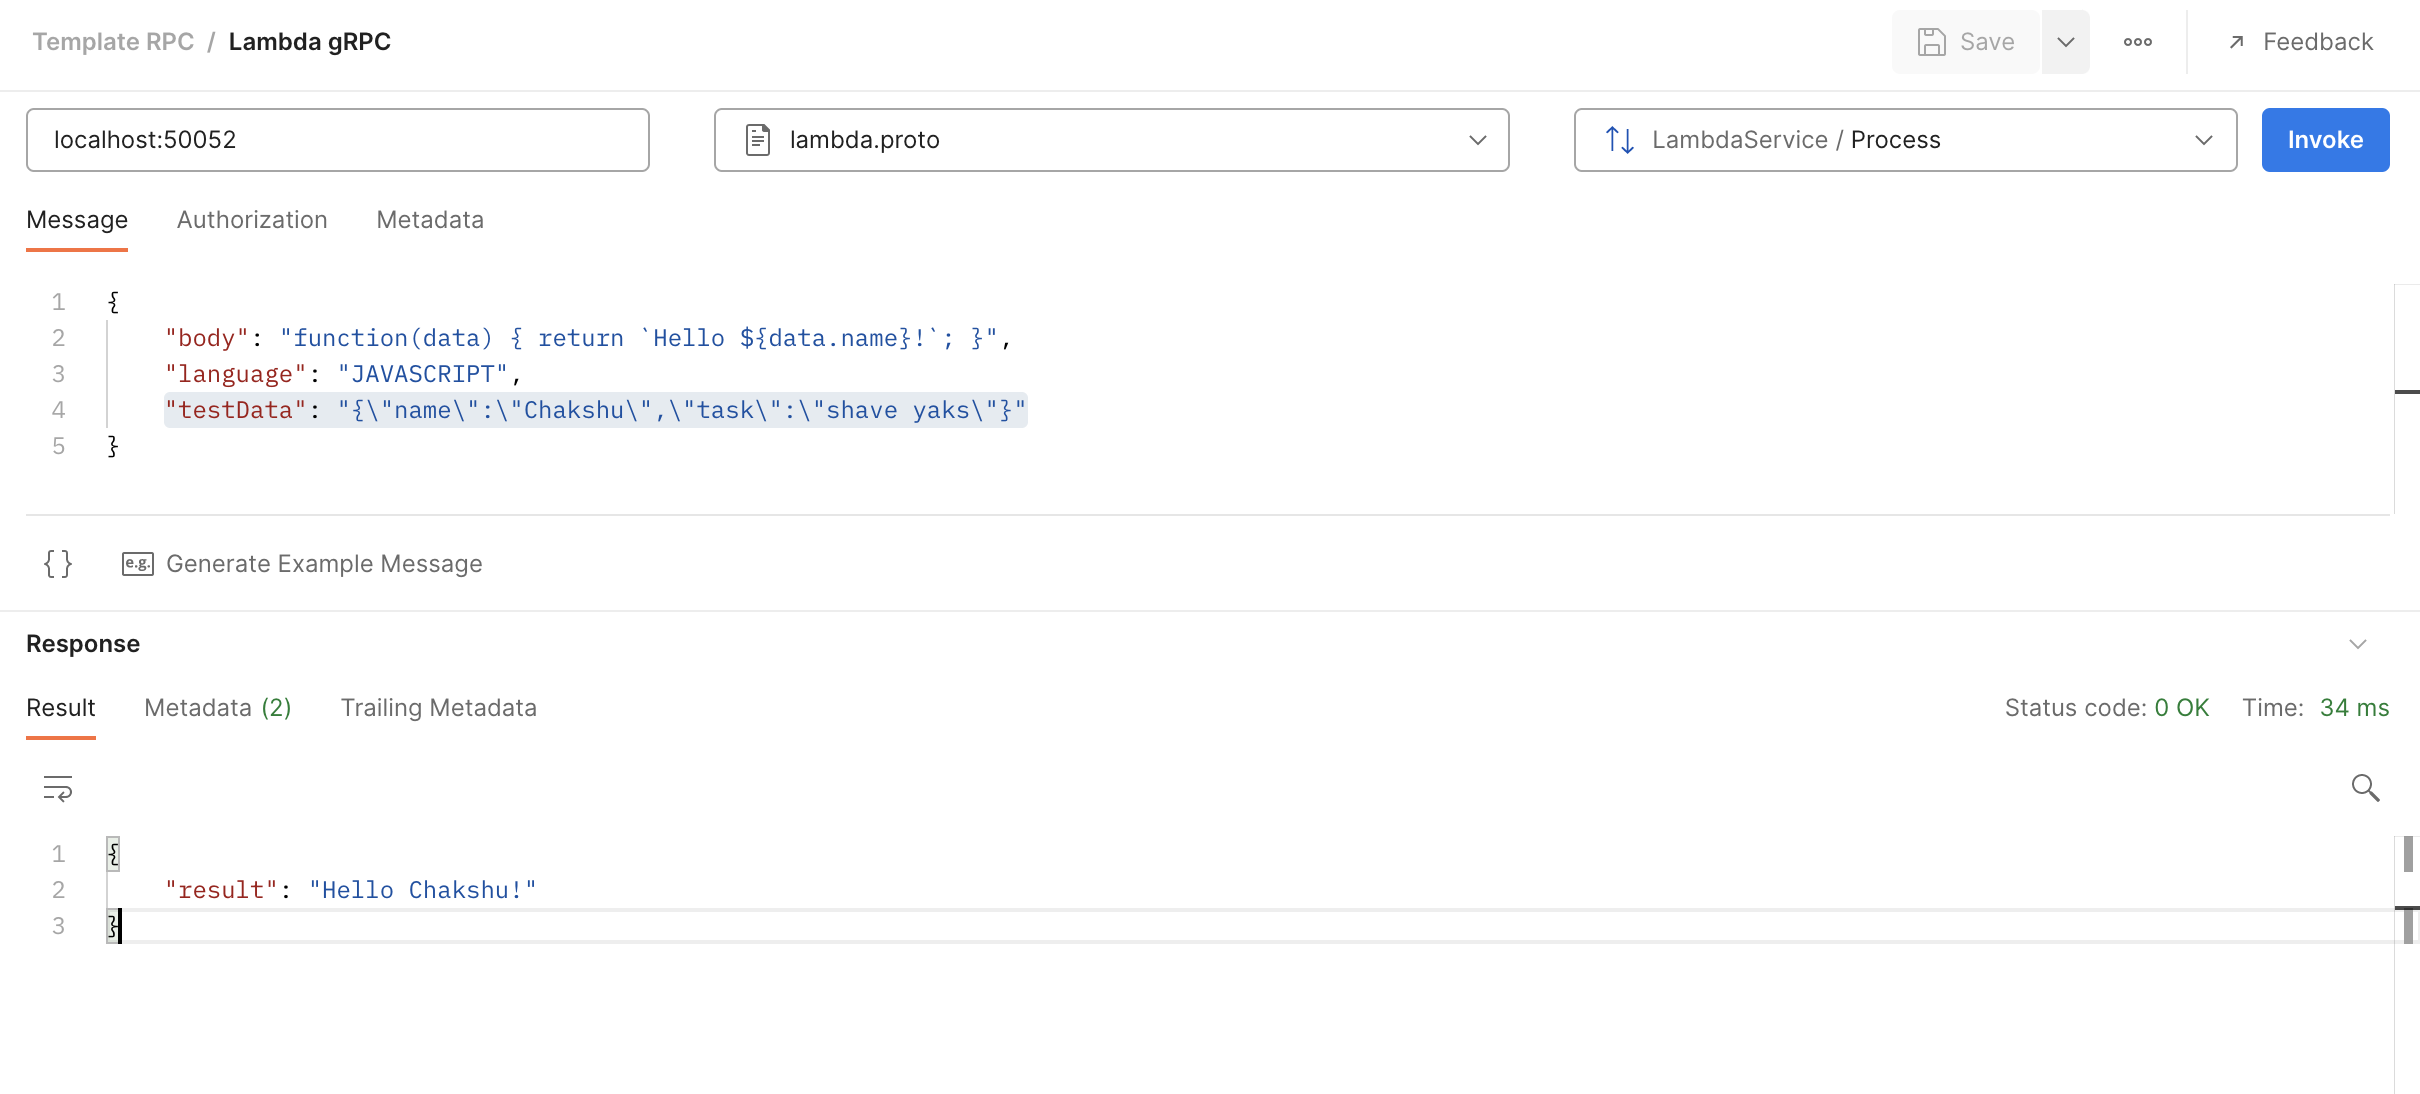 Template RPC / Lambda gRPC
Save
Feedback
localhost:50052
lambda.proto
LambdaService / Process
Invoke
Message Authorization Metadata
1 {
2 "body": "function(data) { return `Hello ${data.name}!`; }",
3 "language": "JAVASCRIPT",
4 "testData": "{\"name\":\"Chakshu\",\"task\":\"shave yaks\"}"
5 }
{} e.g. Generate Example Message
Response
Result Metadata (2) Trailing Metadata
Status code: 0 OK Time: 34 ms
1 {
2 "result": "Hello Chakshu!"
3 }